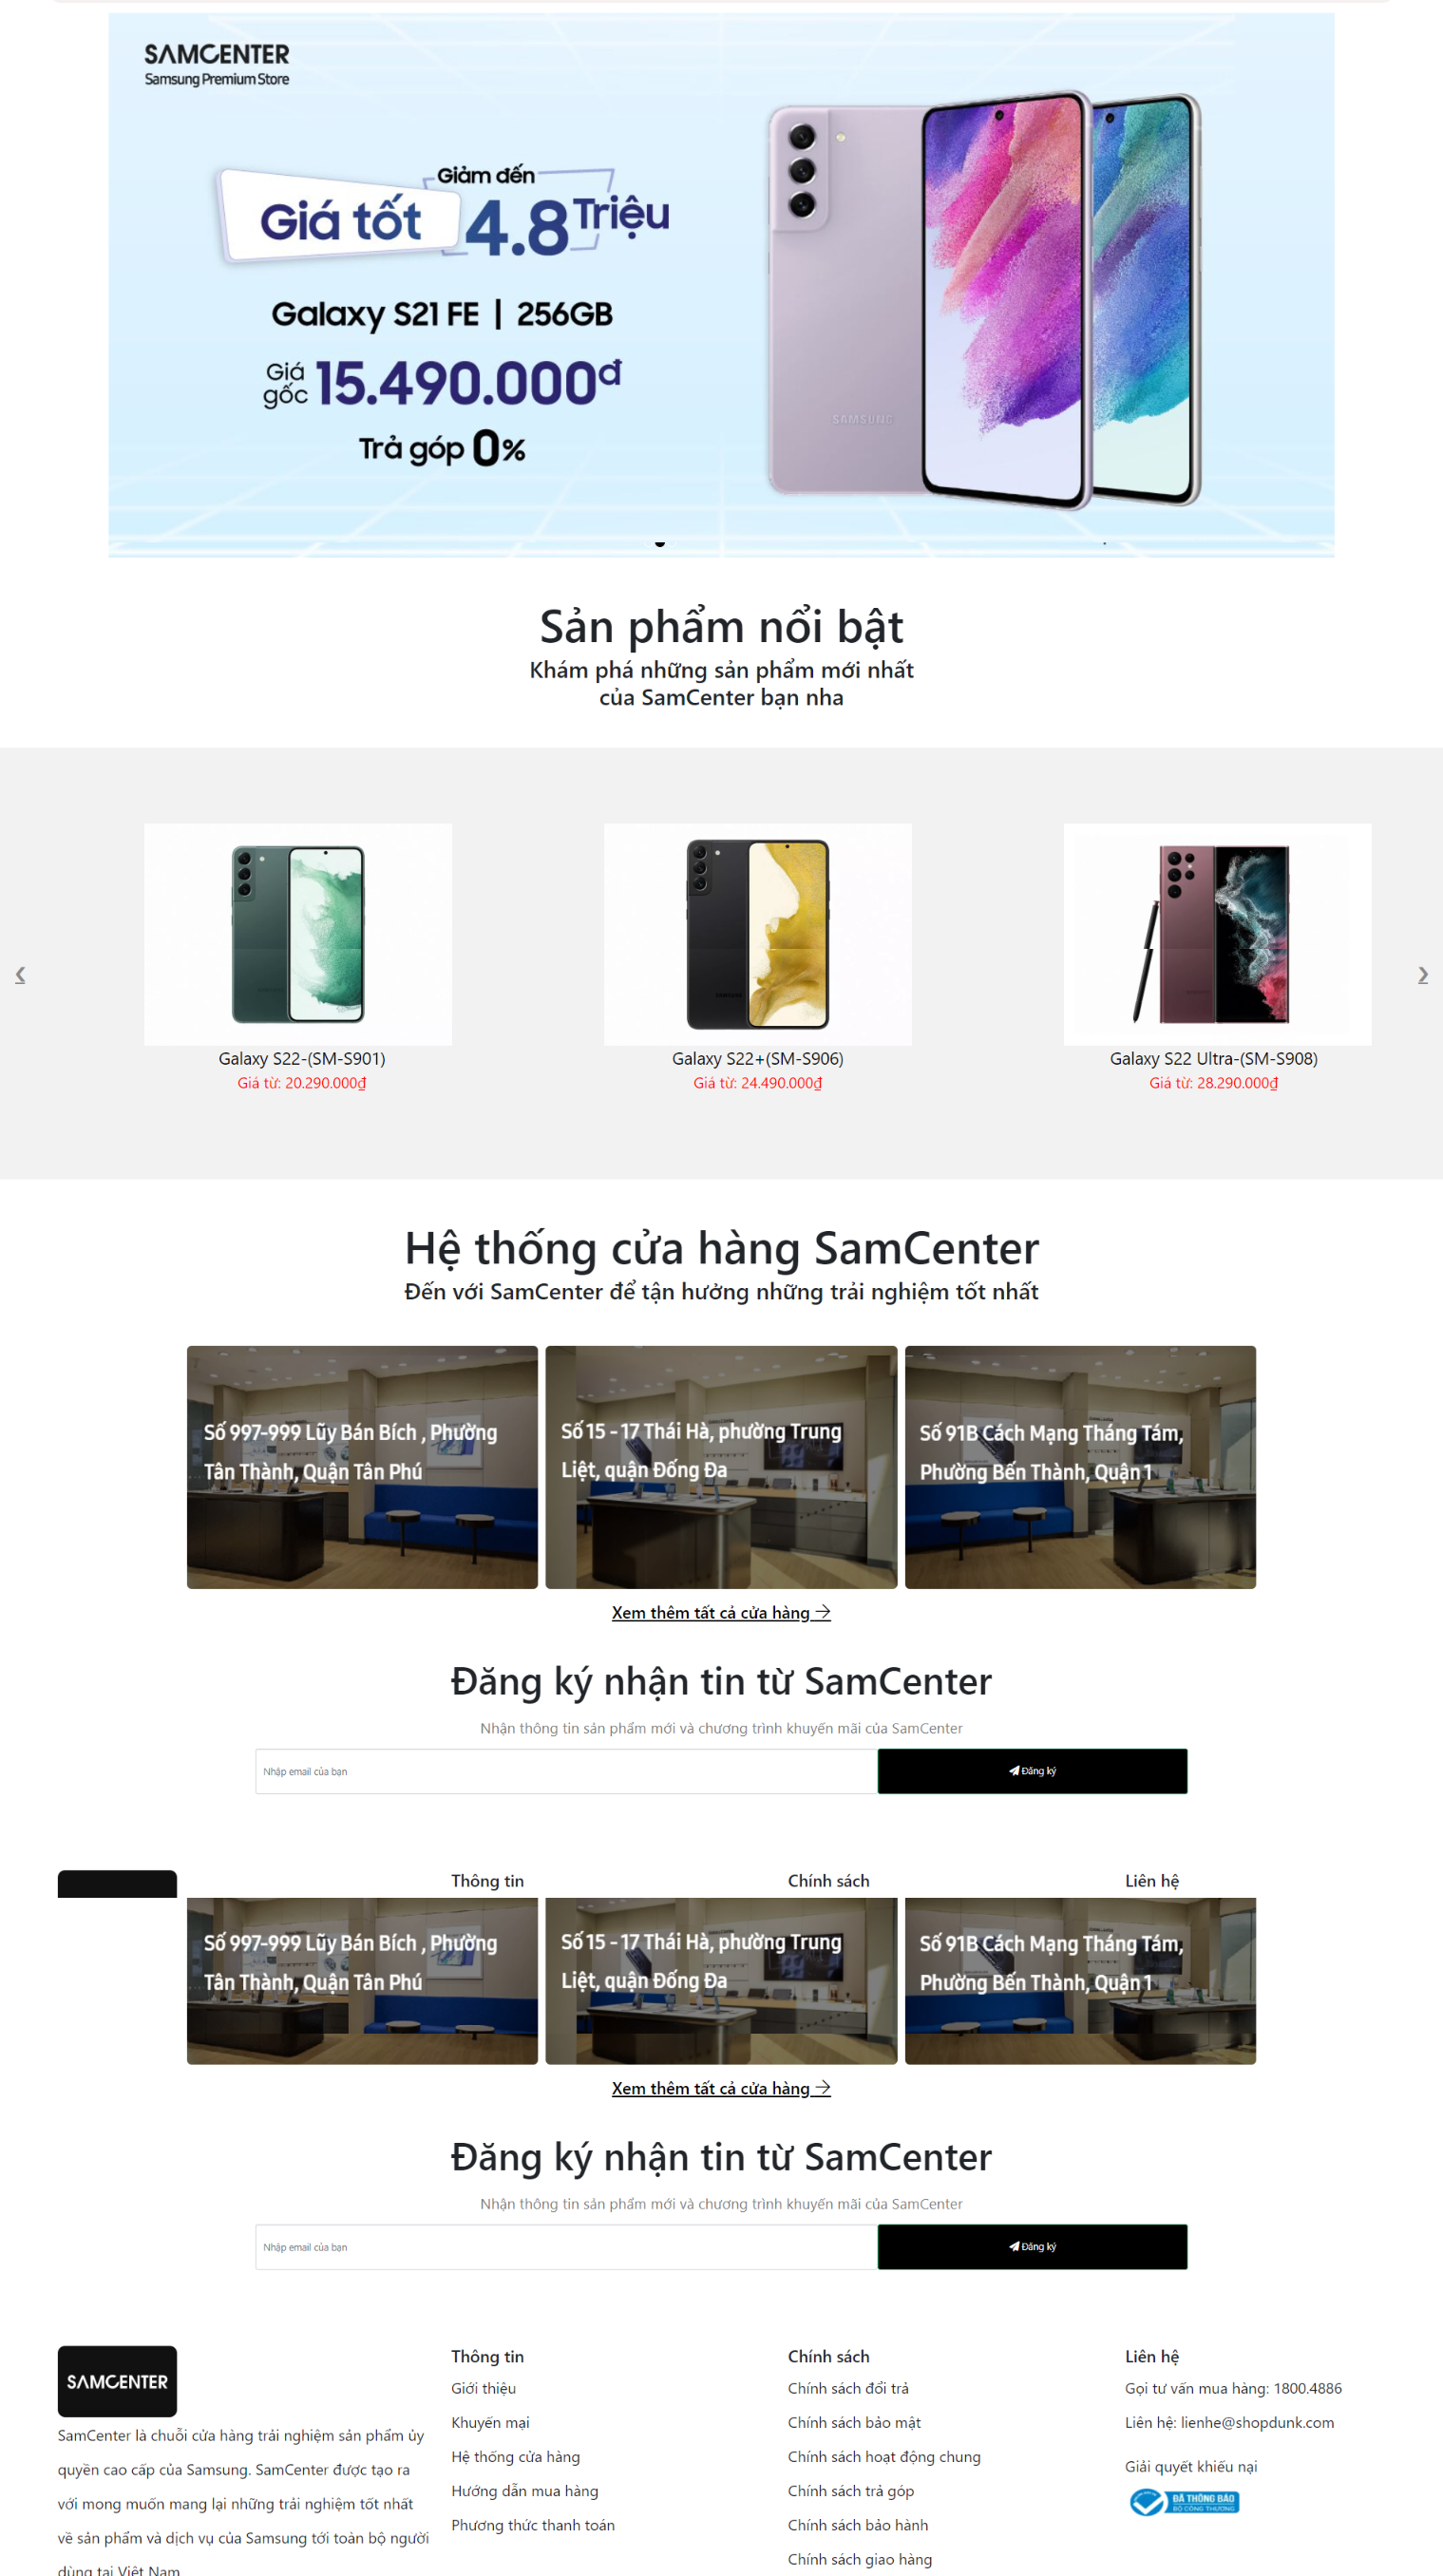 SAMCENTER
Samsung Premium Store
Giảm đến
Giá tốt 4.8 Triệu
Galaxy S21 FE | 256GB
Giá gốc 15.490.000đ
Trả góp 0%
SAMSUNG
Sản phẩm nổi bật
Khám phá những sản phẩm mới nhất
của SamCenter bạn nha
❮
❯
Galaxy S22-(SM-S901)
Galaxy S22+(SM-S906)
Galaxy S22 Ultra-(SM-S908)
Giá từ: 20.290.000₫
Giá từ: 24.490.000₫
Giá từ: 28.290.000₫
Hệ thống cửa hàng SamCenter
Đến với SamCenter để tận hưởng những trải nghiệm tốt nhất
Số 997-999 Lũy Bán Bích , Phường
Tân Thành, Quận Tân Phú
Số 15 - 17 Thái Hà, phường Trung
Liệt, quận Đống Đa
Số 91B Cách Mạng Tháng Tám,
Phường Bến Thành, Quận 1
Xem thêm tất cả cửa hàng →
Đăng ký nhận tin từ SamCenter
Nhận thông tin sản phẩm mới và chương trình khuyến mãi của SamCenter
Nhập email của bạn
Đăng ký
Thông tin
Chính sách
Liên hệ
Số 997-999 Lũy Bán Bích , Phường
Tân Thành, Quận Tân Phú
Số 15 - 17 Thái Hà, phường Trung
Liệt, quận Đống Đa
Số 91B Cách Mạng Tháng Tám,
Phường Bến Thành, Quận 1
Xem thêm tất cả cửa hàng →
Đăng ký nhận tin từ SamCenter
Nhận thông tin sản phẩm mới và chương trình khuyến mãi của SamCenter
Nhập email của bạn
Đăng ký
SAMCENTER
SamCenter là chuỗi cửa hàng trải nghiệm sản phẩm ủy
quyền cao cấp của Samsung. SamCenter được tạo ra
với mong muốn mang lại những trải nghiệm tốt nhất
về sản phẩm và dịch vụ của Samsung tới toàn bộ người
dùng tại Việt Nam
Thông tin
Giới thiệu
Khuyến mại
Hệ thống cửa hàng
Hướng dẫn mua hàng
Phương thức thanh toán
Chính sách
Chính sách đổi trả
Chính sách bảo mật
Chính sách hoạt động chung
Chính sách trả góp
Chính sách bảo hành
Chính sách giao hàng
Liên hệ
Gọi tư vấn mua hàng: 1800.4886
Liên hệ: lienhe@shopdunk.com
Giải quyết khiếu nại
ĐÃ THÔNG BÁO
BỘ CÔNG THƯƠNG